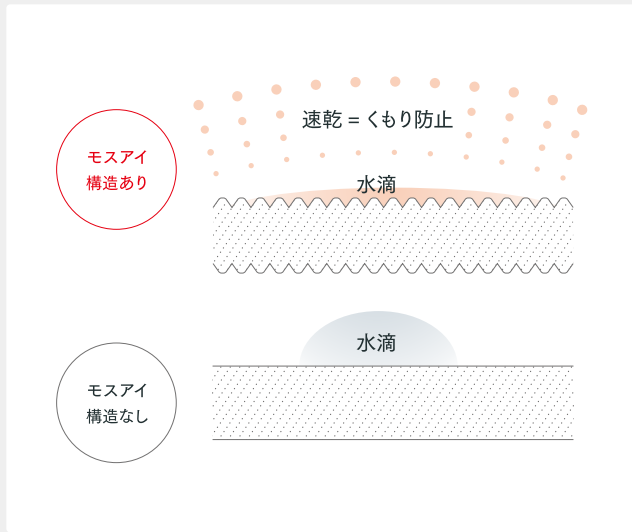 速乾 = くもり防止
モスアイ
構造あり
水滴
水滴
モスアイ
構造なし